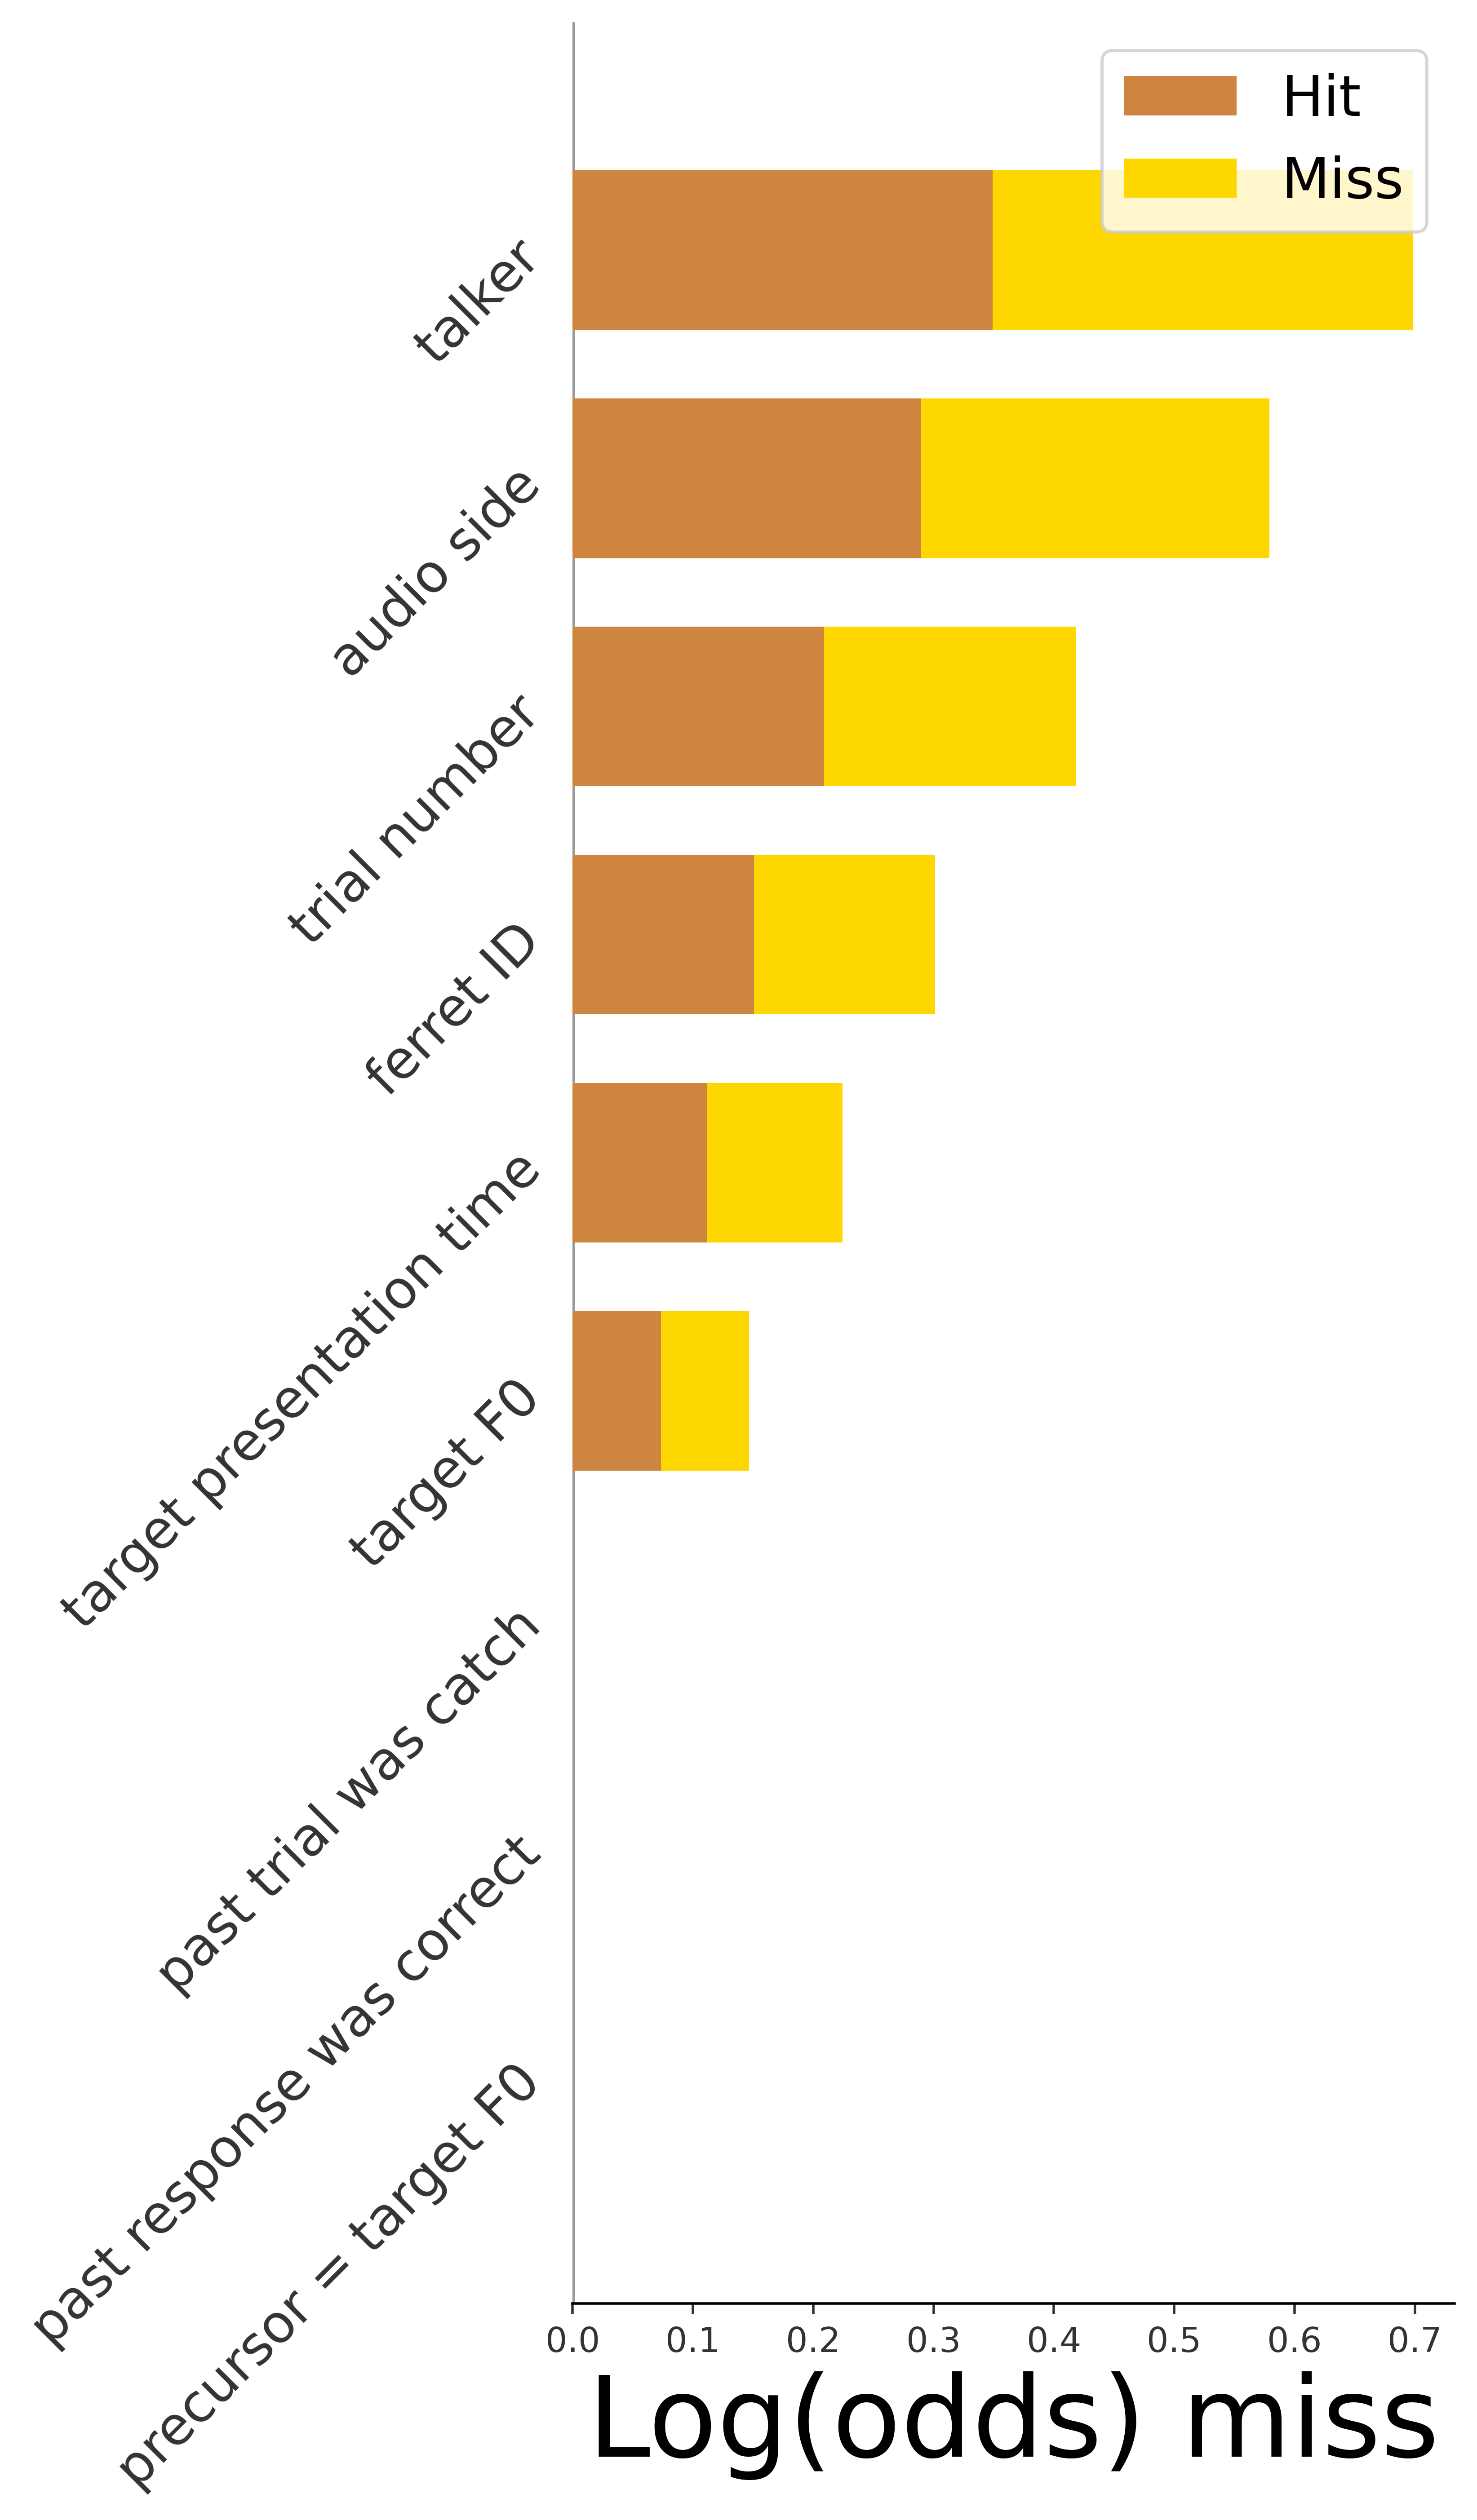 Hit
Miss
talker
audio side
trial number
ferret ID
target presentation time
target F0
past trial was catch
past response was correct
precursor = target F0
0.0 0.1 0.2 0.3 0.4 0.5 0.6 0.7
Log(odds) miss